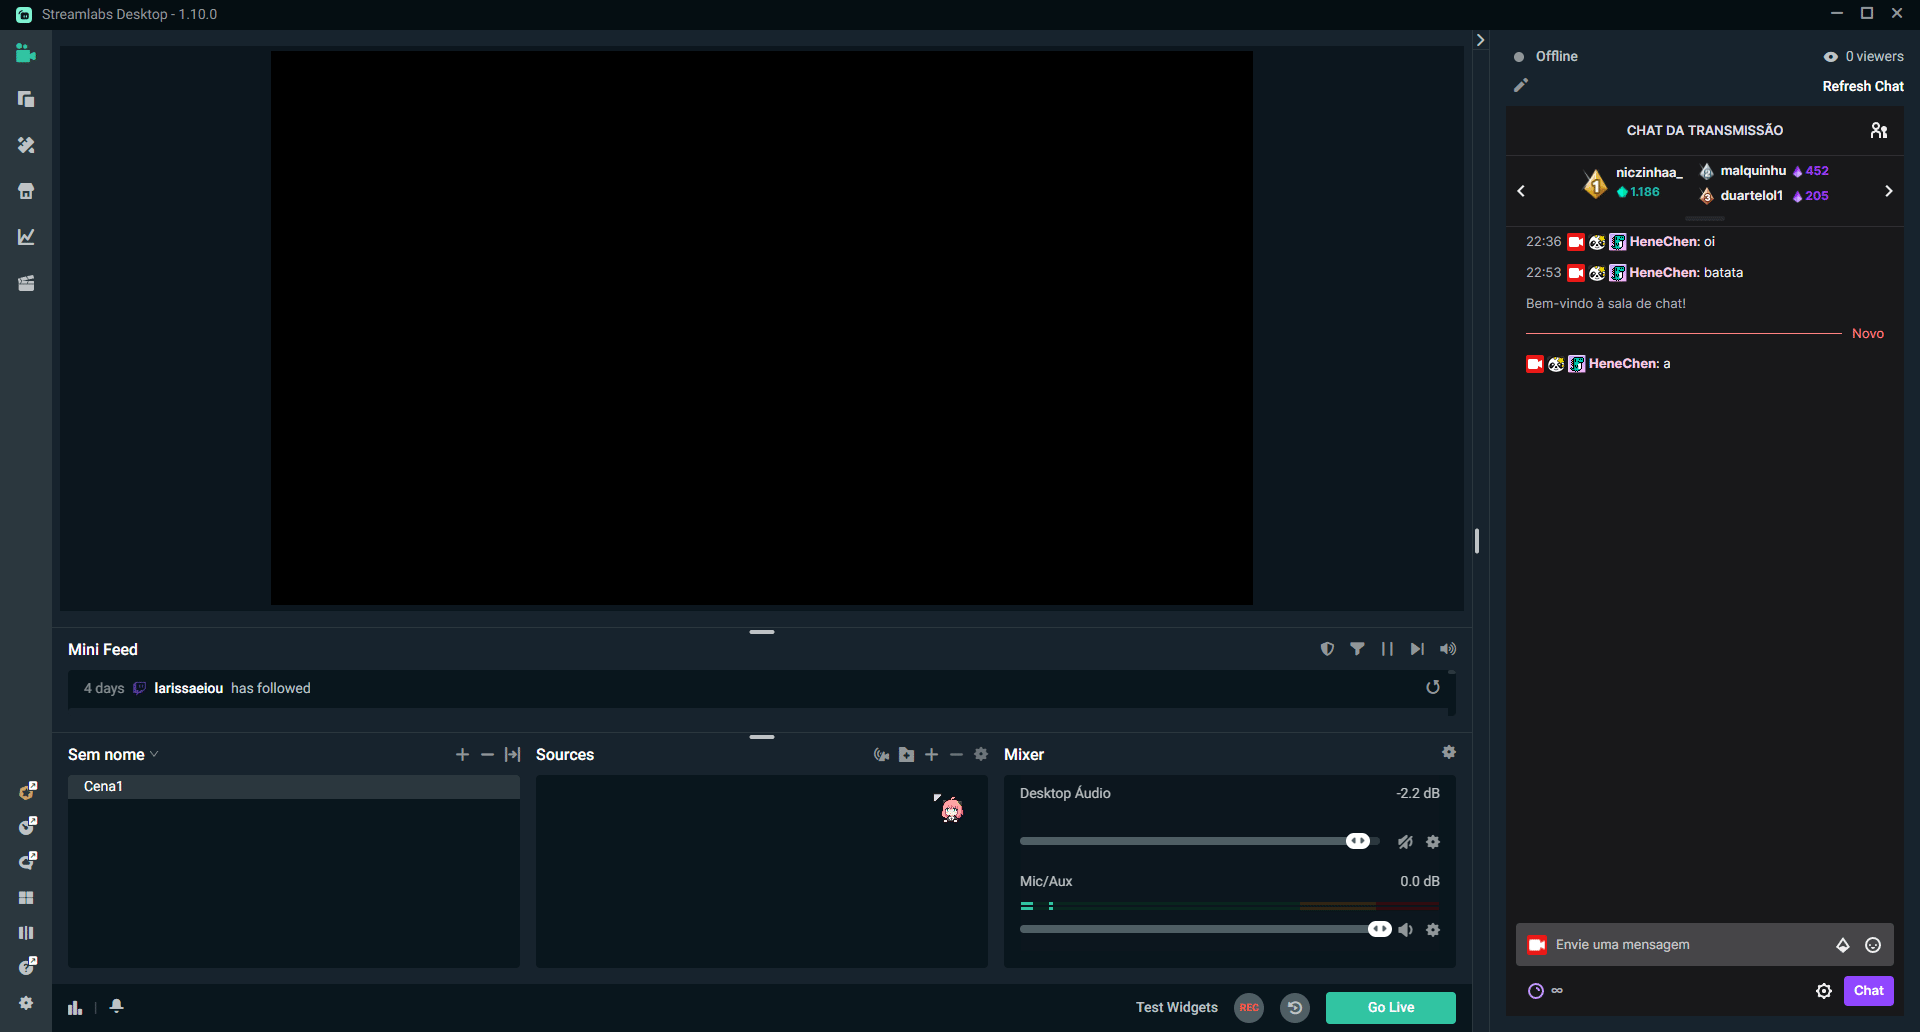 Streamlabs Desktop - 1.10.0
Offline
0 viewers
Refresh Chat
CHAT DA TRANSMISSÃO
1
niczinhaa_
1.186
2
malquinhu
452
3
duartelol1
205
22:36 HeneChen: oi
22:53 HeneChen: batata
Bem-vindo à sala de chat!
Novo
HeneChen: a
Mini Feed
4 days larissaeiou has followed
Sem nome
Sources
Mixer
Cena1
Desktop Áudio
-2.2 dB
Mic/Aux
0.0 dB
Envie uma mensagem
∞
Chat
Test Widgets
REC
Go Live